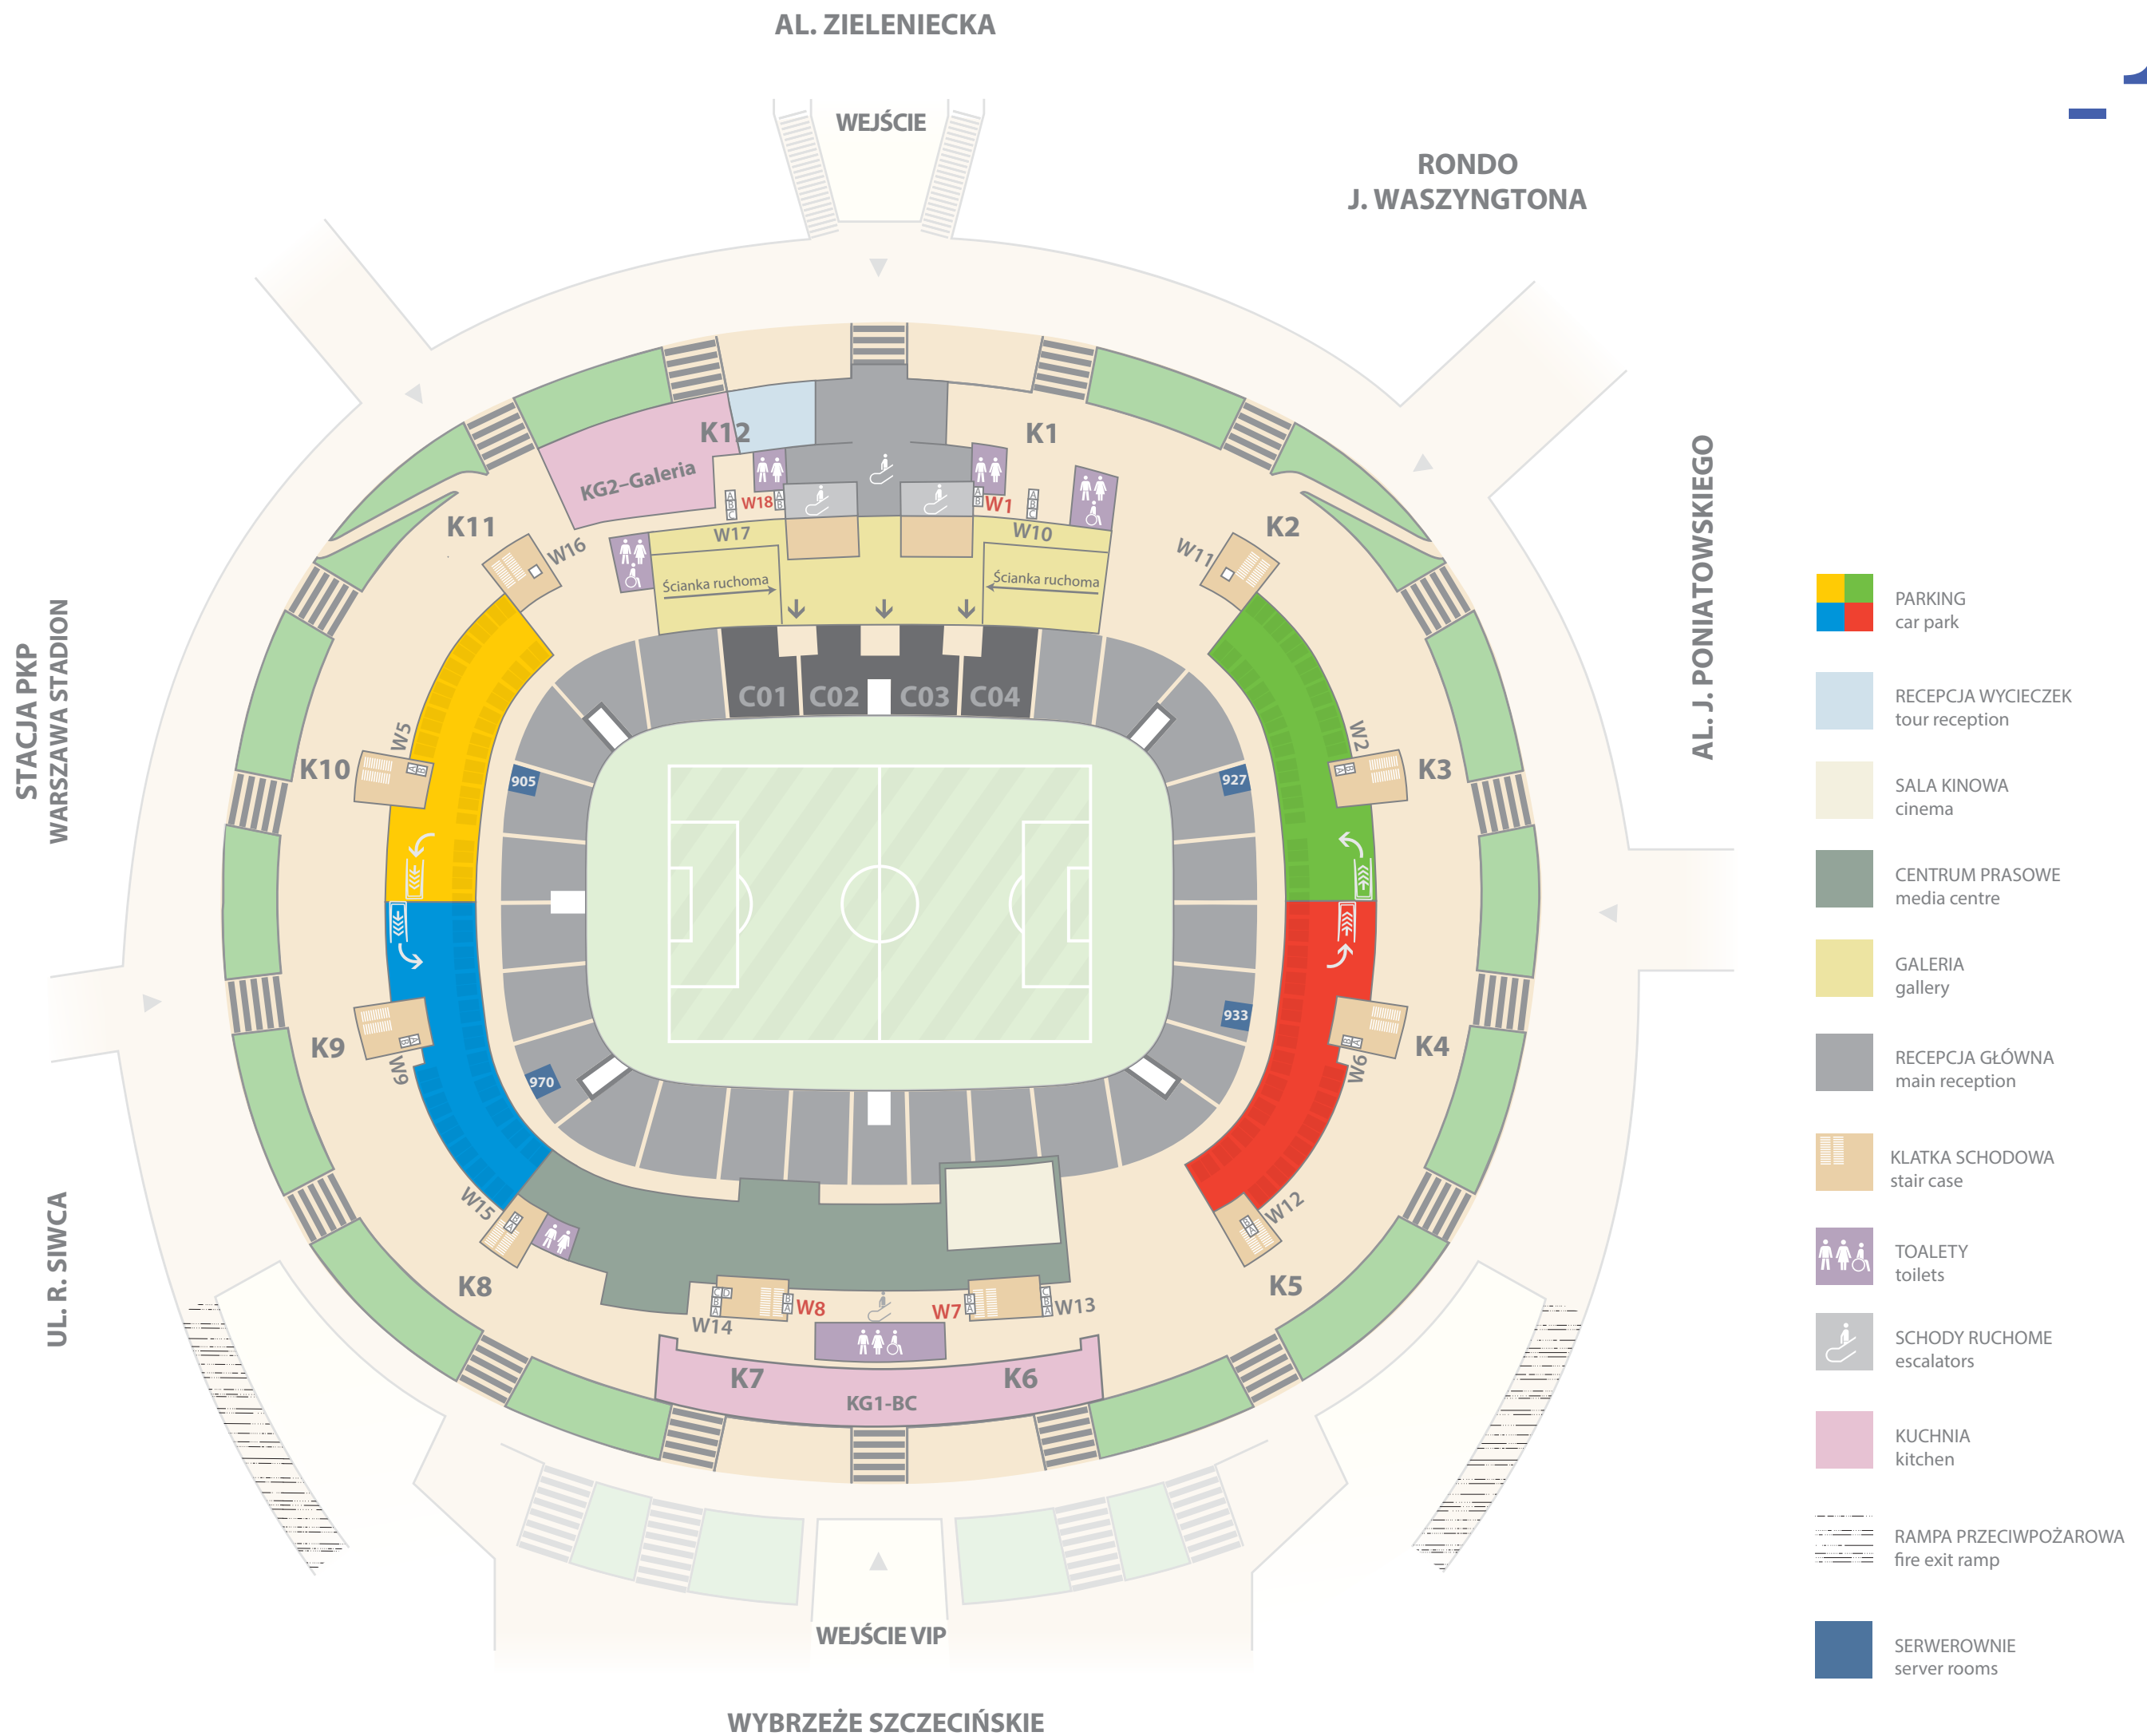 AL. ZIELENIECKA
WEJŚCIE
RONDO
J. WASZYNGTONA
AL. J. PONIATOWSKIEGO
STACJA PKP
WARSZAWA STADION
UL. R. SIWCA
K12
K1
KG2–Galeria
A
B
C
W18
A
B
A
B
W1
A
B
C
K11
W16
W17
W10
W11
K2
Ścianka ruchoma
Ścianka ruchoma
C01
C02
C03
C04
W5
K10
A B
W2
A B
K3
905
927
933
970
K9
B A
W9
K4
B A
W6
W15
B
A
K8
W12
B
A
K5
C D
B
A
B
A
W8
W14
W7
B
A
C
B
A
W13
K7
K6
KG1-BC
WEJŚCIE VIP
WYBRZEŻE SZCZECIŃSKIE
PARKING
car park
RECEPCJA WYCIECZEK
tour reception
SALA KINOWA
cinema
CENTRUM PRASOWE
media centre
GALERIA
gallery
RECEPCJA GŁÓWNA
main reception
KLATKA SCHODOWA
stair case
TOALETY
toilets
SCHODY RUCHOME
escalators
KUCHNIA
kitchen
RAMPA PRZECIWPOŻAROWA
fire exit ramp
SERWEROWNIE
server rooms